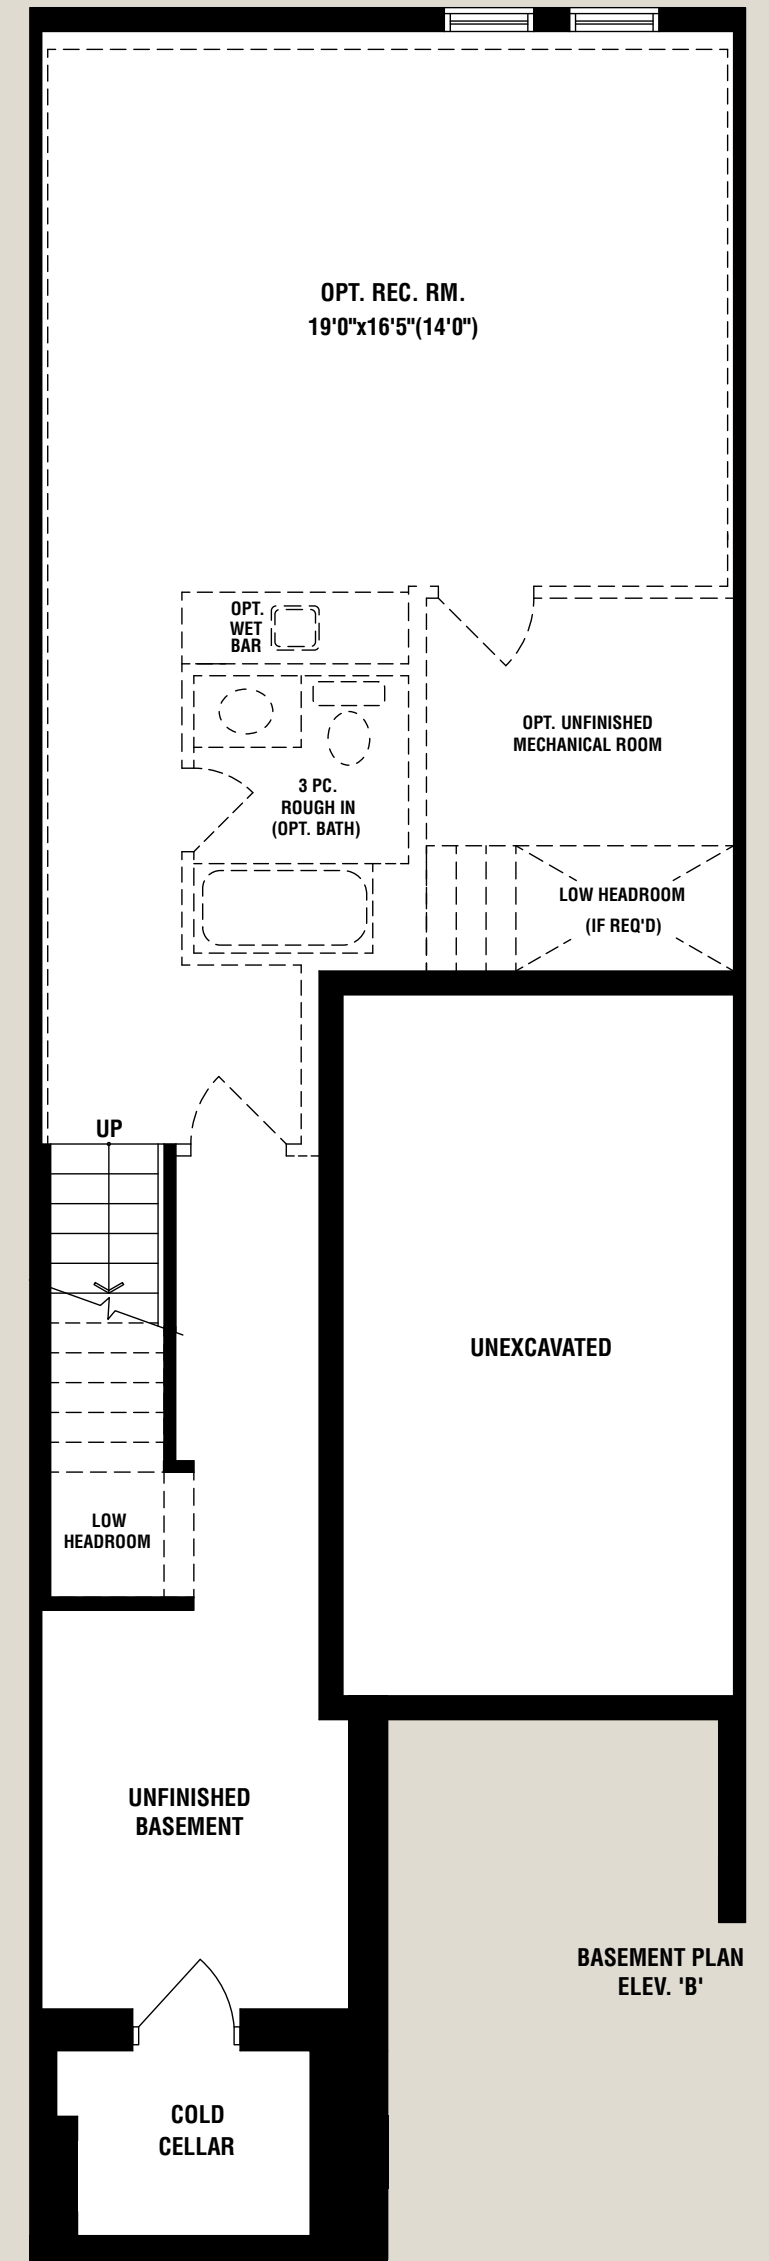 OPT. REC. RM.
19'0"x16'5"(14'0")
OPT.
WET
BAR
OPT. UNFINISHED
MECHANICAL ROOM
3 PC.
ROUGH IN
(OPT. BATH)
LOW HEADROOM
(IF REQ'D)
UP
UNEXCAVATED
LOW
HEADROOM
UNFINISHED
BASEMENT
BASEMENT PLAN
ELEV. 'B'
COLD
CELLAR